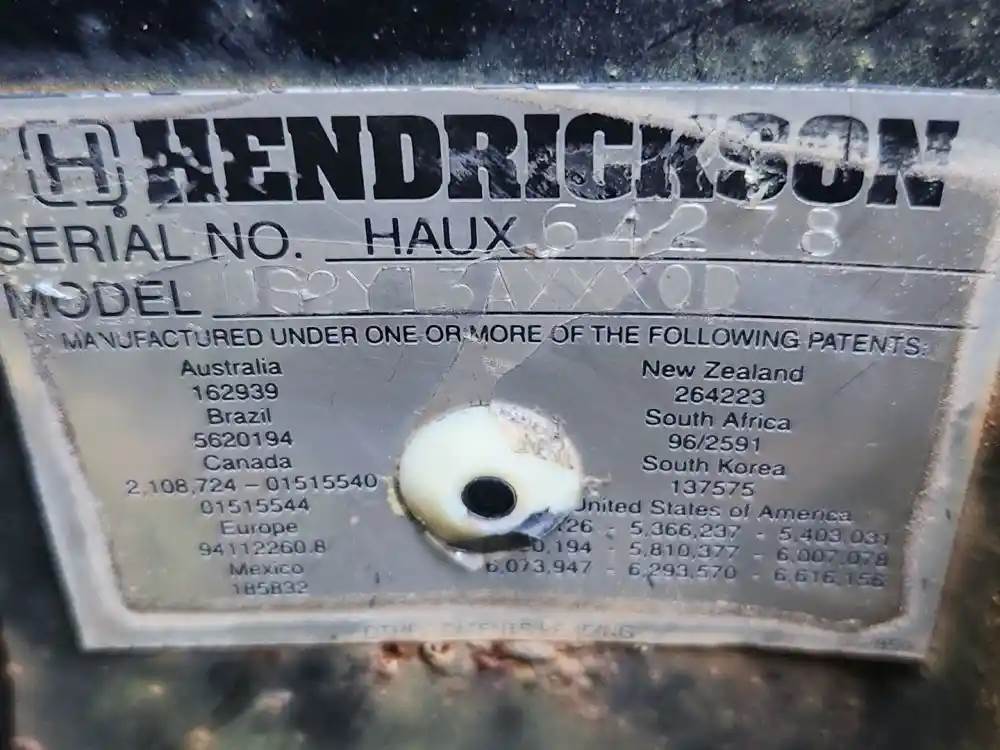 H HENDRICKSON
®
SERIAL NO. HAUX 64278
MODEL
MANUFACTURED UNDER ONE OR MORE OF THE FOLLOWING PATENTS:
Australia
162939
Brazil
5620194
Canada
2,108,724 – 01515540
01515544
Europe
94112260.8
Mexico
185832
New Zealand
264223
South Africa
96/2591
South Korea
137575
United States of America
5,366,237 - 5,403,031
5,810,377 - 6,007,078
6,073,947 - 6,293,570 - 6,616,156